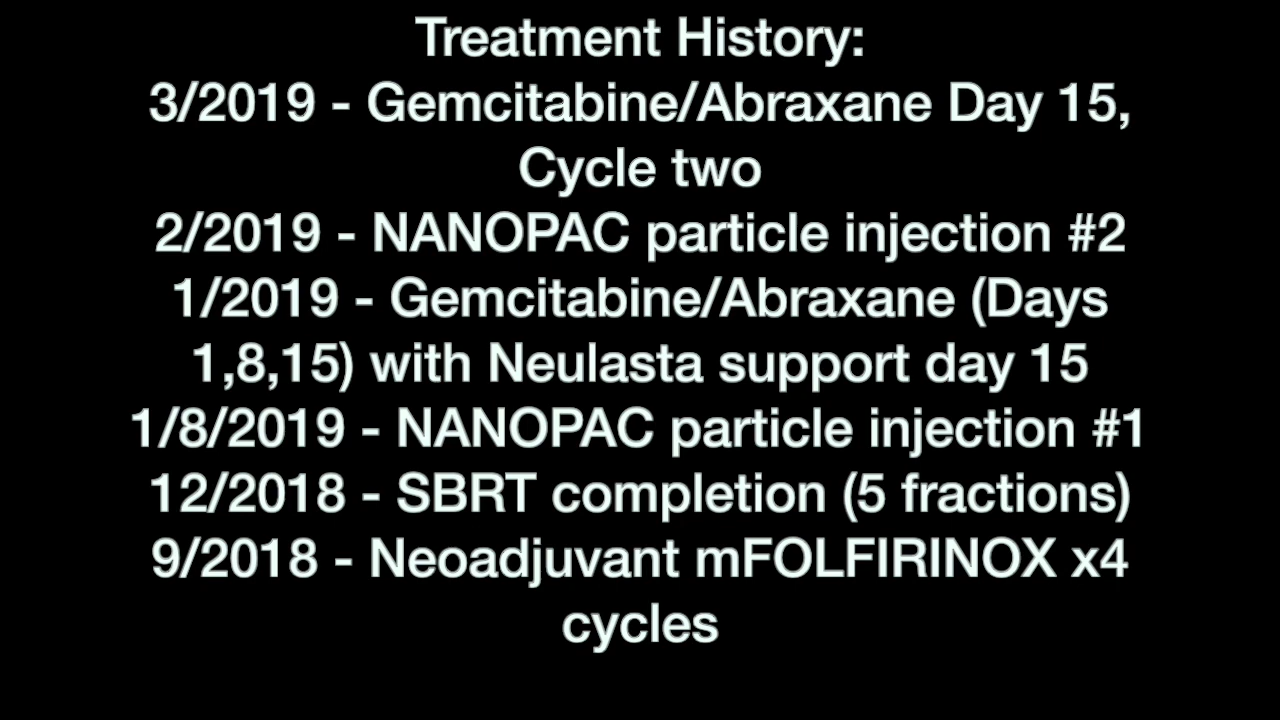 Treatment History:
3/2019 - Gemcitabine/Abraxane Day 15,
Cycle two
2/2019 - NANOPAC particle injection #2
1/2019 - Gemcitabine/Abraxane (Days
1,8,15) with Neulasta support day 15
1/8/2019 - NANOPAC particle injection #1
12/2018 - SBRT completion (5 fractions)
9/2018 - Neoadjuvant mFOLFIRINOX x4
cycles